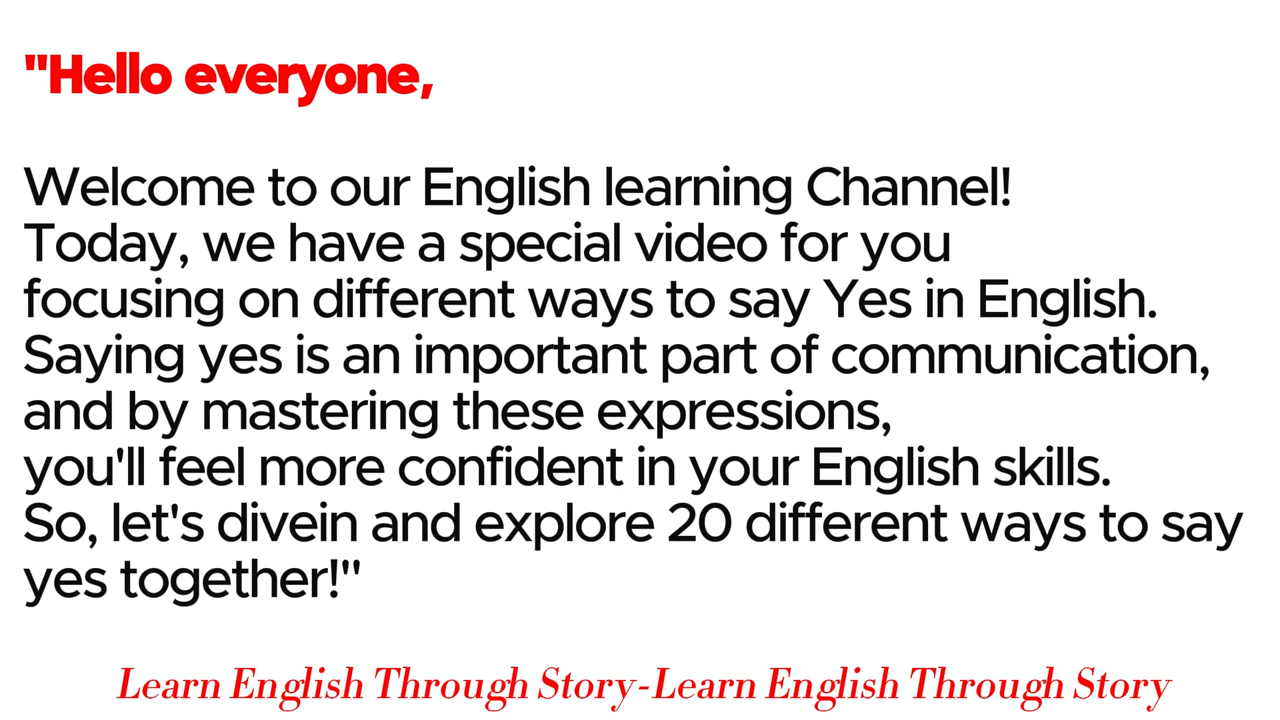 "Hello everyone,
Welcome to our English learning Channel!
Today, we have a special video for you
focusing on different ways to say Yes in English.
Saying yes is an important part of communication,
and by mastering these expressions,
you'll feel more confident in your English skills.
So, let's divein and explore 20 different ways to say
yes together!"
Learn English Through Story-Learn English Through Story